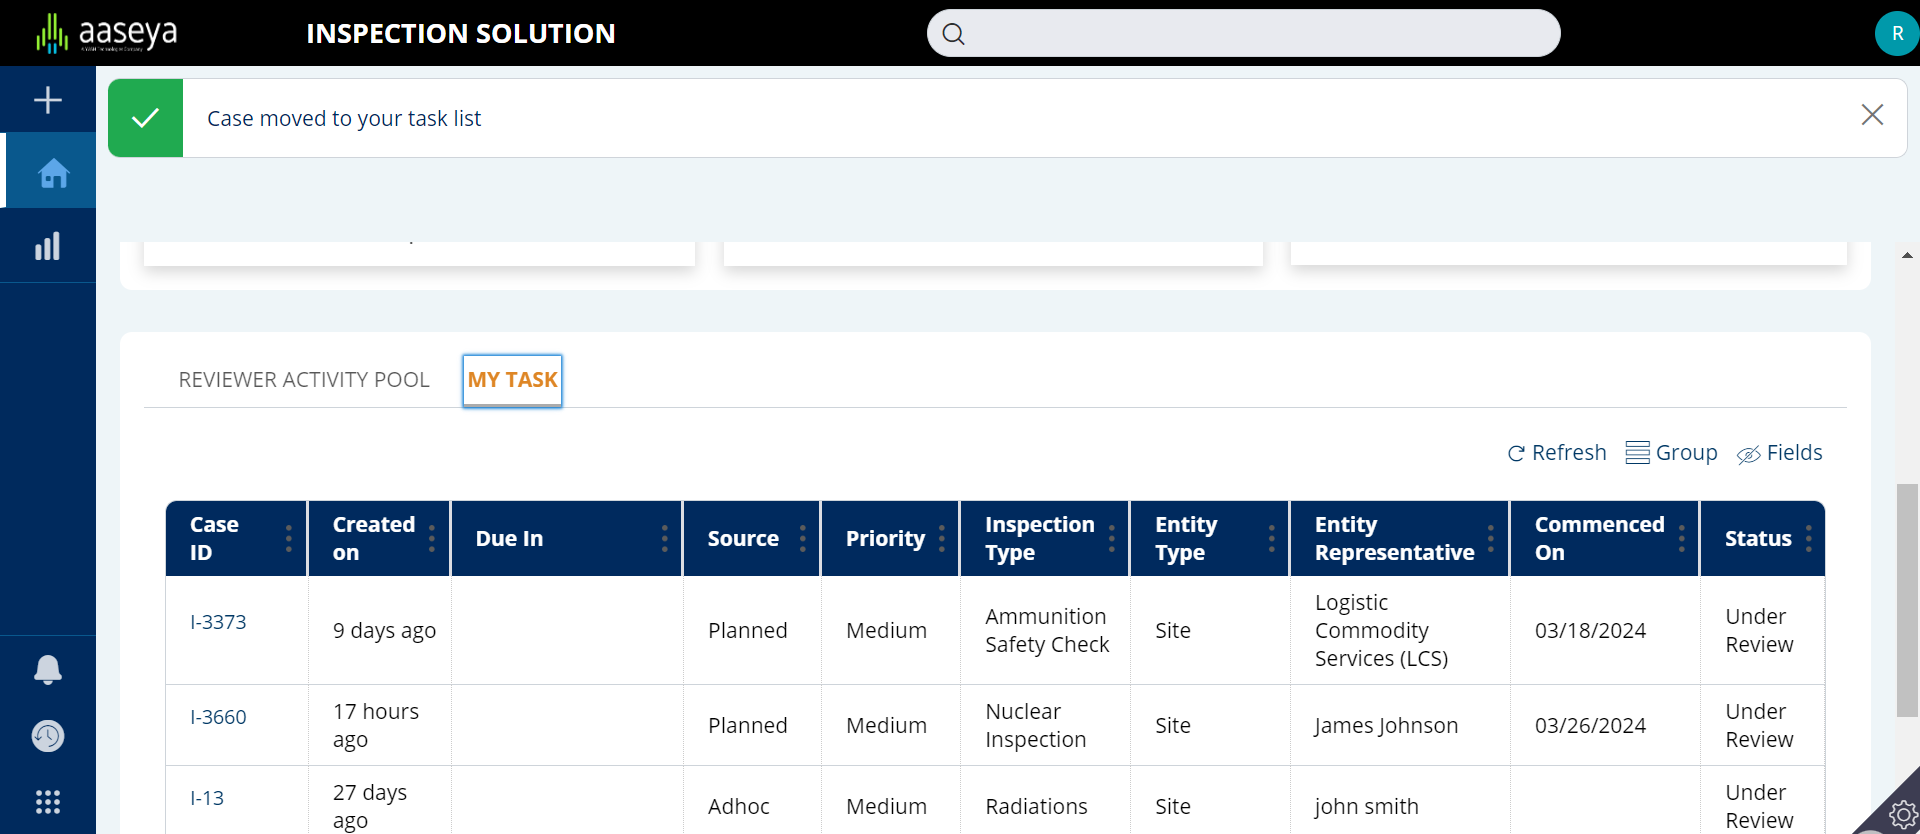 aaseya
INSPECTION SOLUTION
R
Case moved to your task list
REVIEWER ACTIVITY POOL
MY TASK
Refresh
Group
Fields
Case
ID
Created
on
Due In
Source
Priority
Inspection
Type
Entity
Type
Entity
Representative
Commenced
On
Status
I-3373
9 days ago
Planned
Medium
Ammunition
Safety Check
Site
Logistic
Commodity
Services (LCS)
03/18/2024
Under
Review
I-3660
17 hours
ago
Planned
Medium
Nuclear
Inspection
Site
James Johnson
03/26/2024
Under
Review
I-13
27 days
ago
Adhoc
Medium
Radiations
Site
john smith
Under
Review